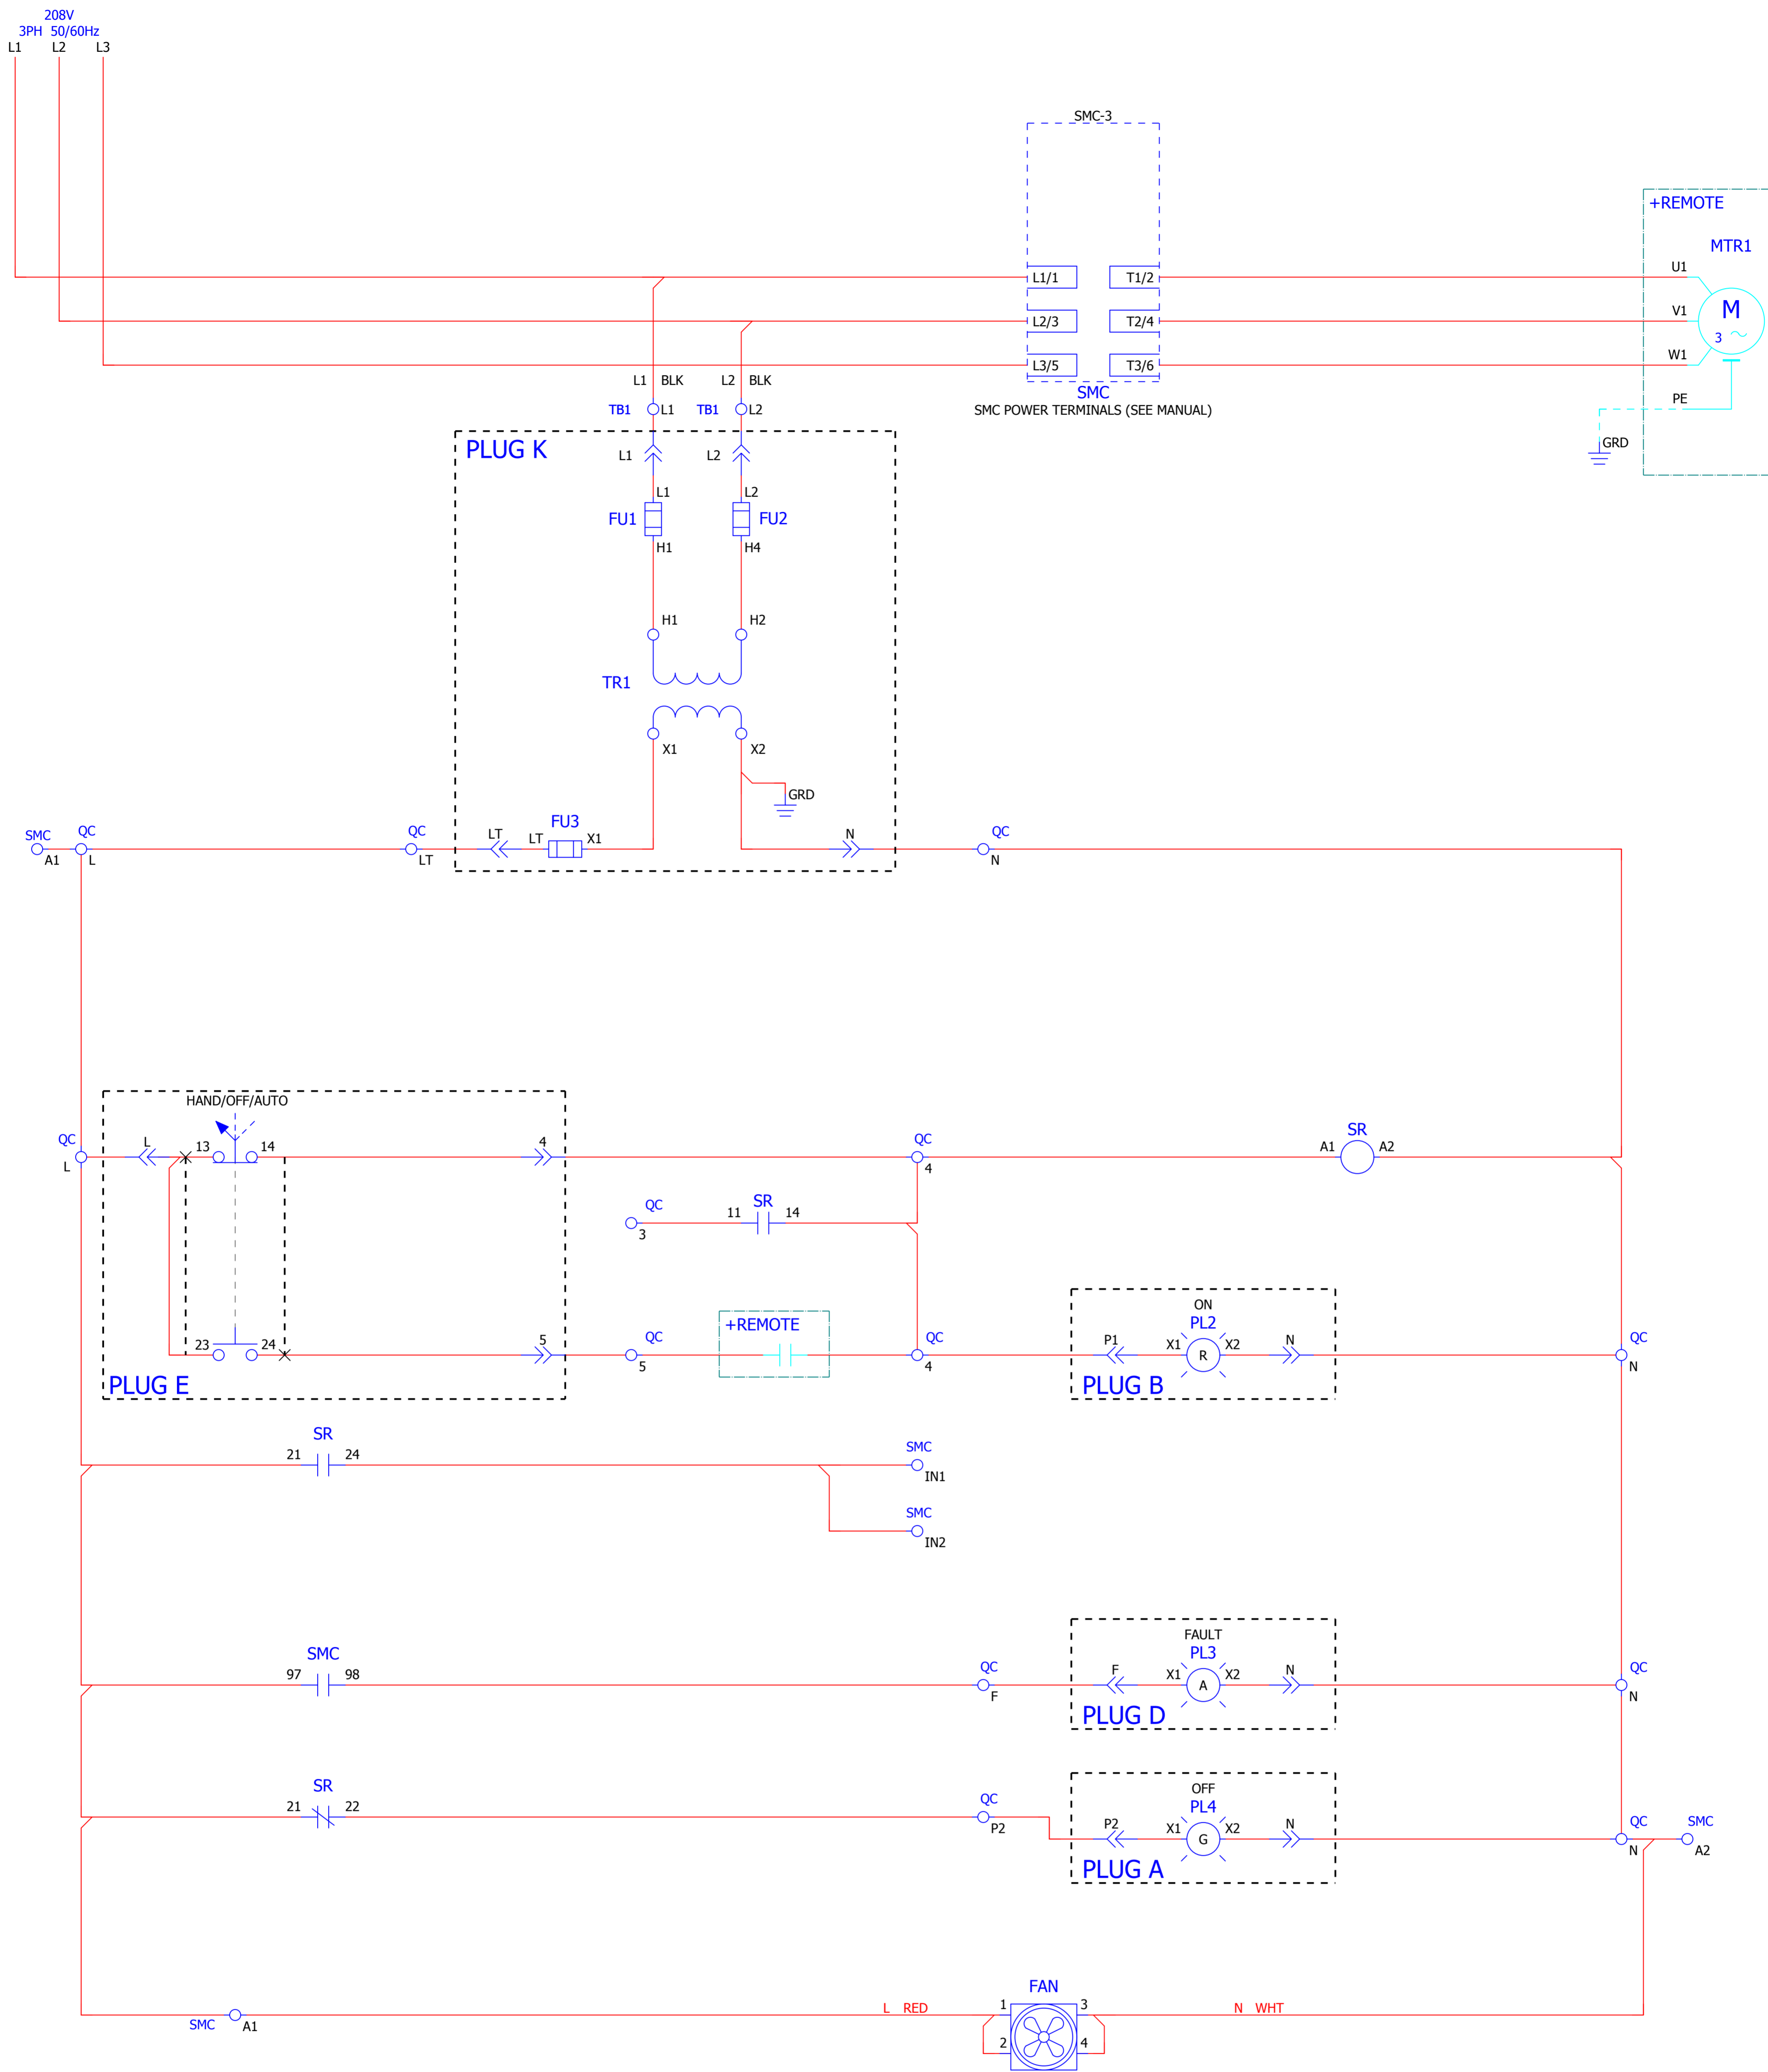 208V
3PH 50/60Hz
L1 L2 L3
SMC-3
+REMOTE
MTR1
L1/1 T1/2 U1
L2/3 T2/4 V1 M
3
L3/5 T3/6 W1
L1 BLK L2 BLK
SMC
PE
TB1 L1 TB1 L2
SMC POWER TERMINALS (SEE MANUAL)
GRD
PLUG K
L1 L2
L1 L2
FU1 FU2
H1 H4
H1 H2
TR1
X1 X2
GRD
FU3
SMC QC QC LT LT X1 N QC
A1 L LT N
HAND/OFF/AUTO
QC L 13 14 4 QC SR
A1 A2
L 4
QC 11 SR 14
3
ON
23 24 5 QC +REMOTE QC P1 X1 PL2 X2 N QC
R
5 4 N
PLUG E PLUG B
SR
21 24 SMC
IN1
SMC
IN2
FAULT
SMC PL3
97 98 QC F X1 X2 N QC
A
F N
PLUG D
OFF
SR PL4
21 22 QC P2 X1 X2 N QC SMC
G
P2 N A2
PLUG A
FAN
L RED 1 3 N WHT
SMC A1
2 4